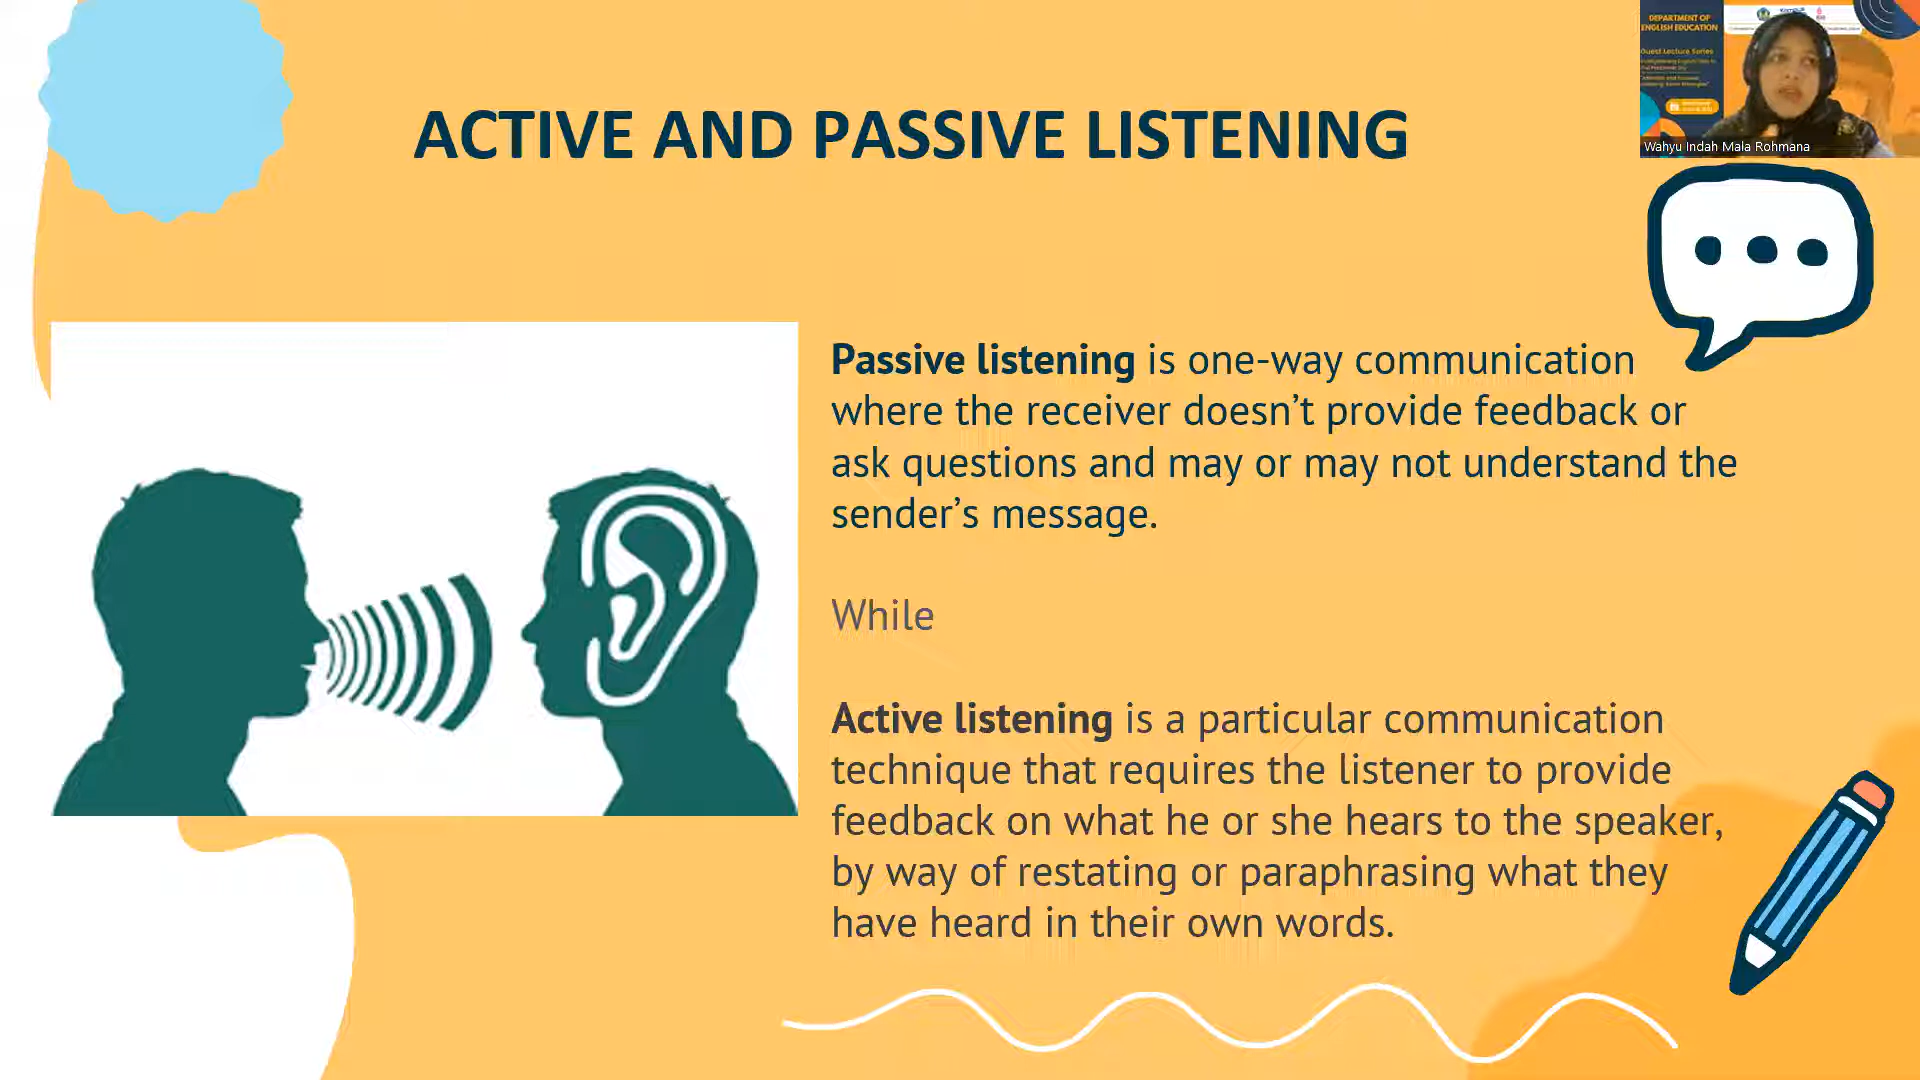 ACTIVE AND PASSIVE LISTENING
DEPARTMENT OF
ENGLISH EDUCATION
Guest Lecture Series
Wahyu Indah Mala Rohmana
Passive listening is one-way communication
where the receiver doesn’t provide feedback or
ask questions and may or may not understand the
sender’s message.
While
Active listening is a particular communication
technique that requires the listener to provide
feedback on what he or she hears to the speaker,
by way of restating or paraphrasing what they
have heard in their own words.